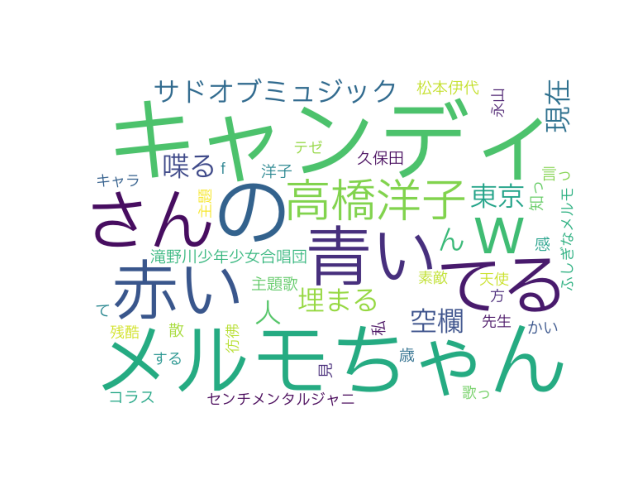 サドオブミュジック
松本伊代
永山
現在
キャンディ
テゼ
久保田
喋る
f
洋子
言っ
キャラ
さん
主題
の
高橋洋子
東京
知っ
ふしぎなメルモ
滝野川少年少女合唱団
青い
ん
w
感
赤い
主題歌
素敵
天使
てる
方
て
人
埋まる
私
空欄
先生
かい
残酷
散
彷彿
メルモちゃん
する
見
歳
コラス
センチメンタルジャニ
歌っ